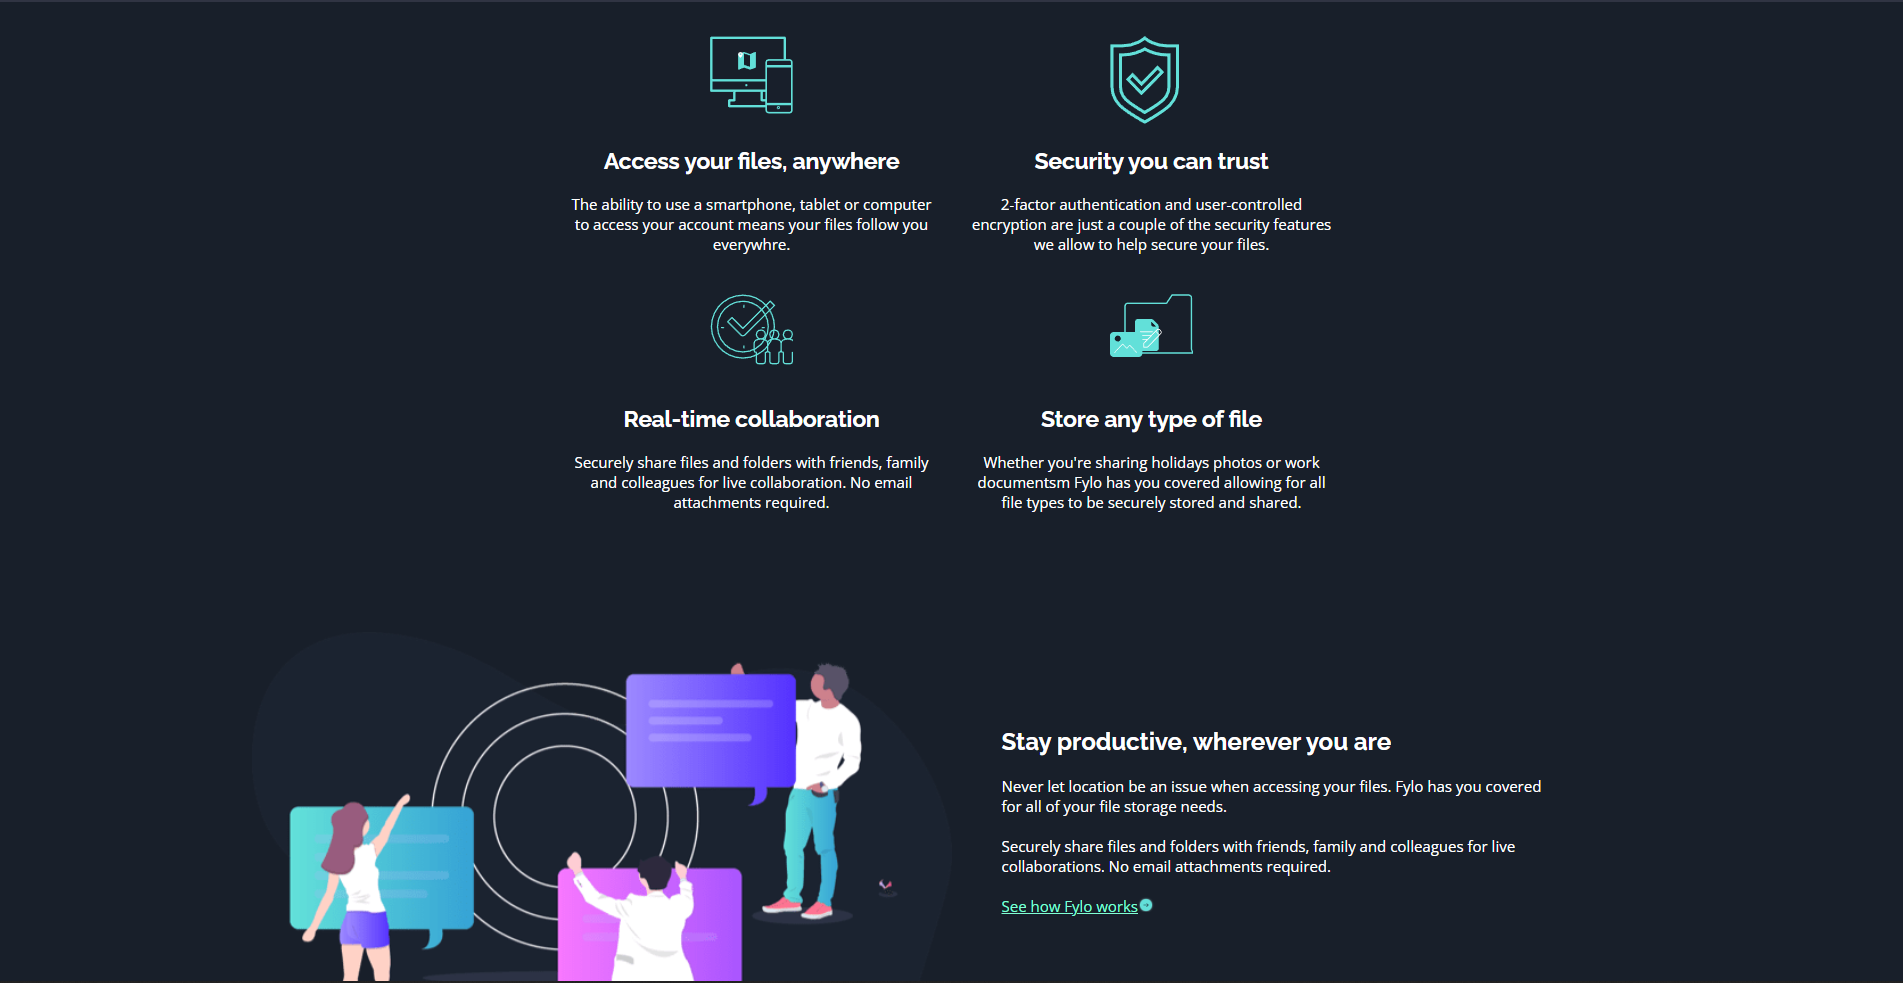 Access your files, anywhere
The ability to use a smartphone, tablet or computer
to access your account means your files follow you
everywhre.
Security you can trust
2-factor authentication and user-controlled
encryption are just a couple of the security features
we allow to help secure your files.
Real-time collaboration
Securely share files and folders with friends, family
and colleagues for live collaboration. No email
attachments required.
Store any type of file
Whether you're sharing holidays photos or work
documentsm Fylo has you covered allowing for all
file types to be securely stored and shared.
Stay productive, wherever you are
Never let location be an issue when accessing your files. Fylo has you covered
for all of your file storage needs.
Securely share files and folders with friends, family and colleagues for live
collaborations. No email attachments required.
See how Fylo works